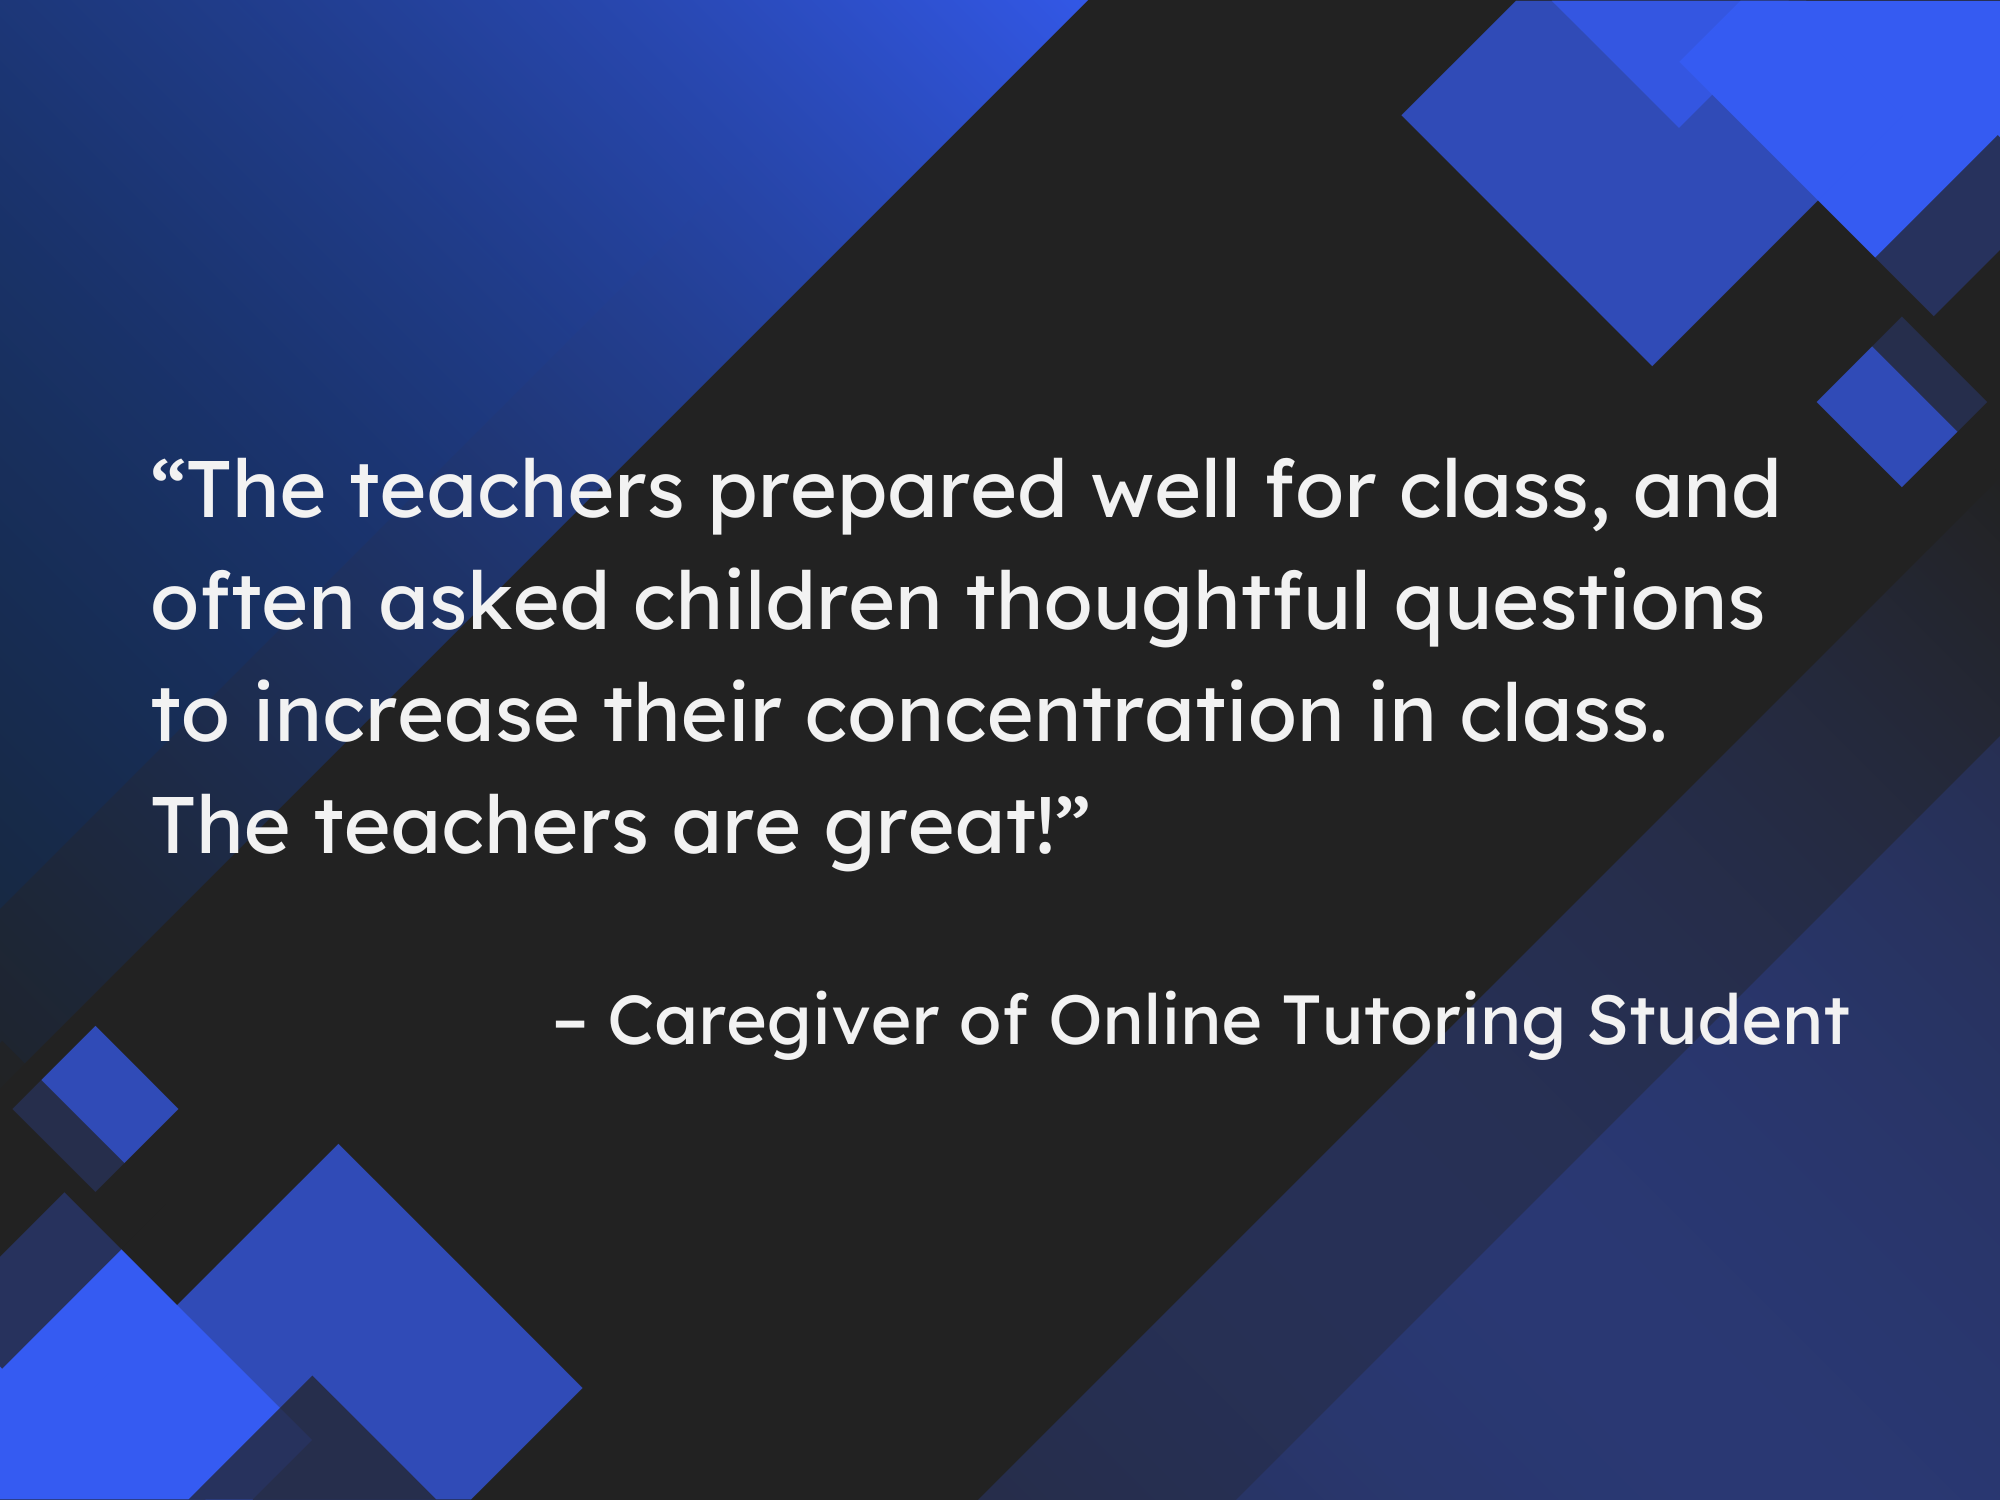 “The teachers prepared well for class, and
often asked children thoughtful questions
to increase their concentration in class.
The teachers are great!”
– Caregiver of Online Tutoring Student